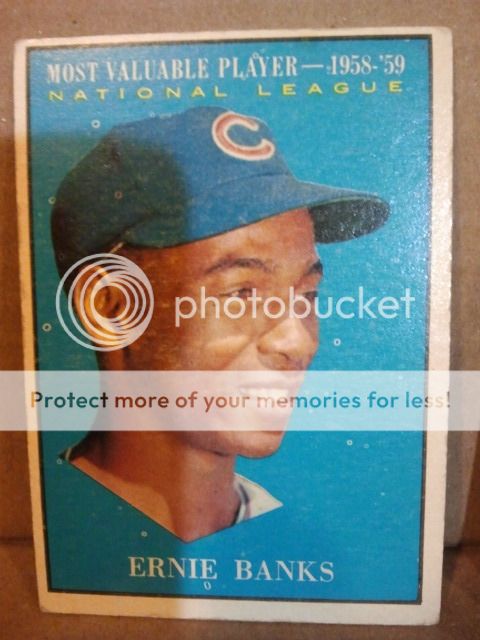 MOST VALUABLE PLAYER—1958-'59
NATIONAL LEAGUE
C
photobucket
Protect more of your memories for less!
ERNIE BANKS